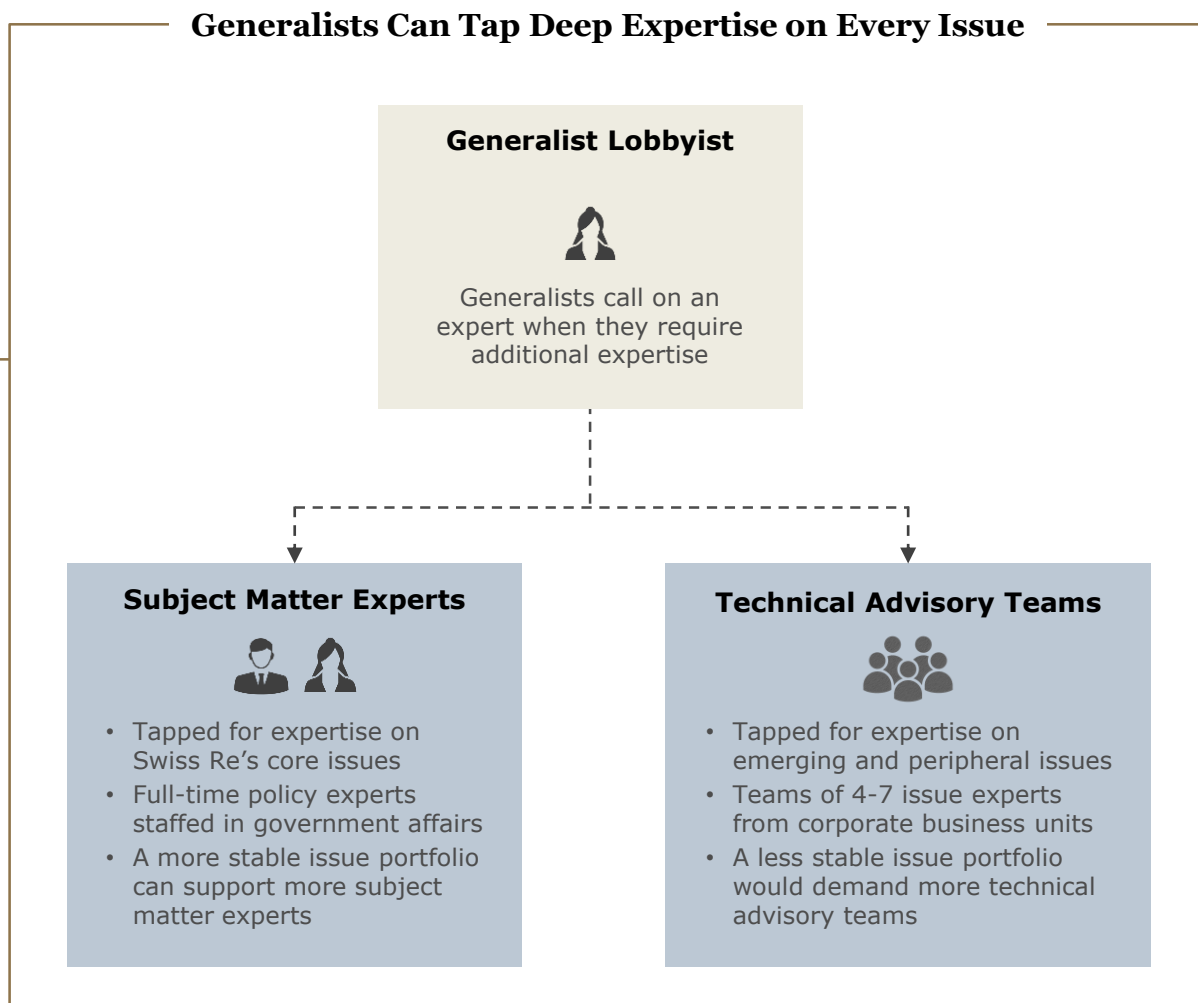 Generalists Can Tap Deep Expertise on Every Issue
Generalist Lobbyist
Generalists call on an
expert when they require
additional expertise
Subject Matter Experts
• Tapped for expertise on
Swiss Re’s core issues
• Full-time policy experts
staffed in government affairs
• A more stable issue portfolio
can support more subject
matter experts
Technical Advisory Teams
• Tapped for expertise on
emerging and peripheral issues
• Teams of 4-7 issue experts
from corporate business units
• A less stable issue portfolio
would demand more technical
advisory teams